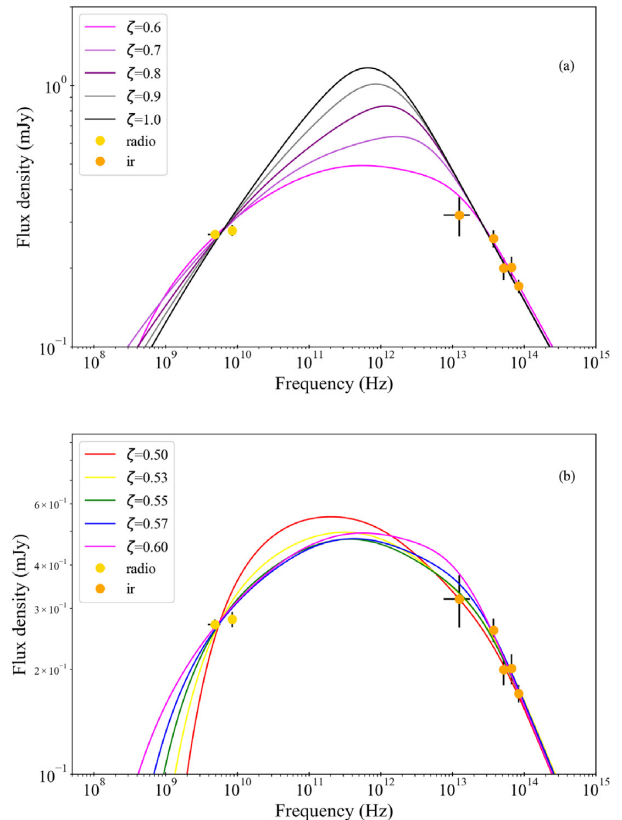 (a)
ζ=0.6
ζ=0.7
ζ=0.8
ζ=0.9
ζ=1.0
radio
ir
Flux density (mJy)
10⁰
10⁻¹
10⁸ 10⁹ 10¹⁰ 10¹¹ 10¹² 10¹³ 10¹⁴ 10¹⁵
Frequency (Hz)
(b)
ζ=0.50
ζ=0.53
ζ=0.55
ζ=0.57
ζ=0.60
radio
ir
Flux density (mJy)
6 × 10⁻¹
4 × 10⁻¹
3 × 10⁻¹
2 × 10⁻¹
10⁻¹
10⁸ 10⁹ 10¹⁰ 10¹¹ 10¹² 10¹³ 10¹⁴ 10¹⁵
Frequency (Hz)